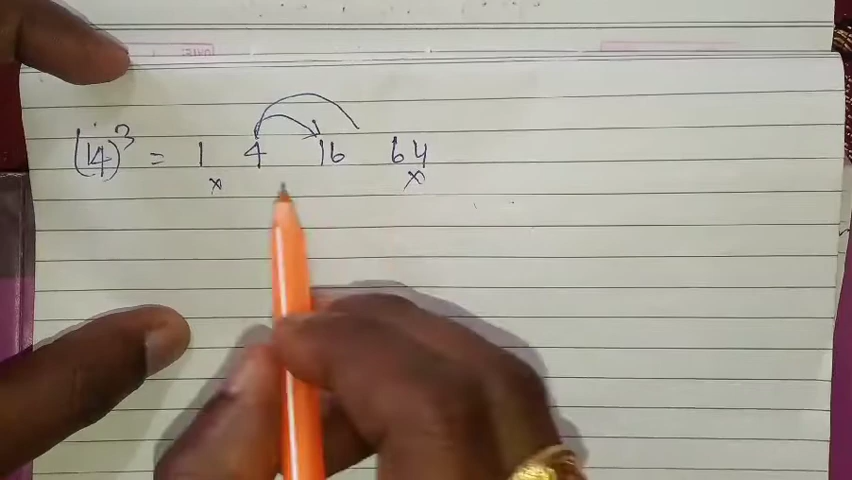 (14)³ = 1 4 16 64
x x